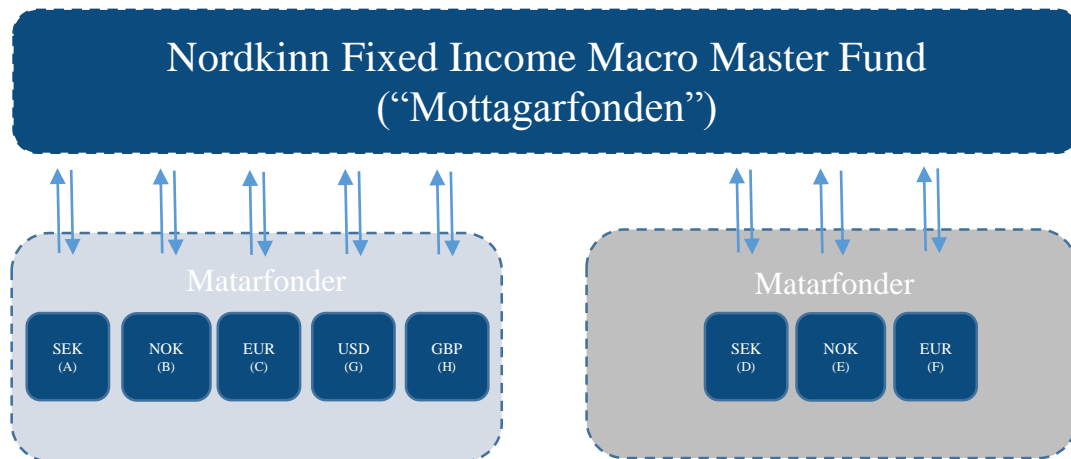 Nordkinn Fixed Income Macro Master Fund
(“Mottagarfonden”)
Matarfonder
SEK
(A)
NOK
(B)
EUR
(C)
USD
(G)
GBP
(H)
Matarfonder
SEK
(D)
NOK
(E)
EUR
(F)